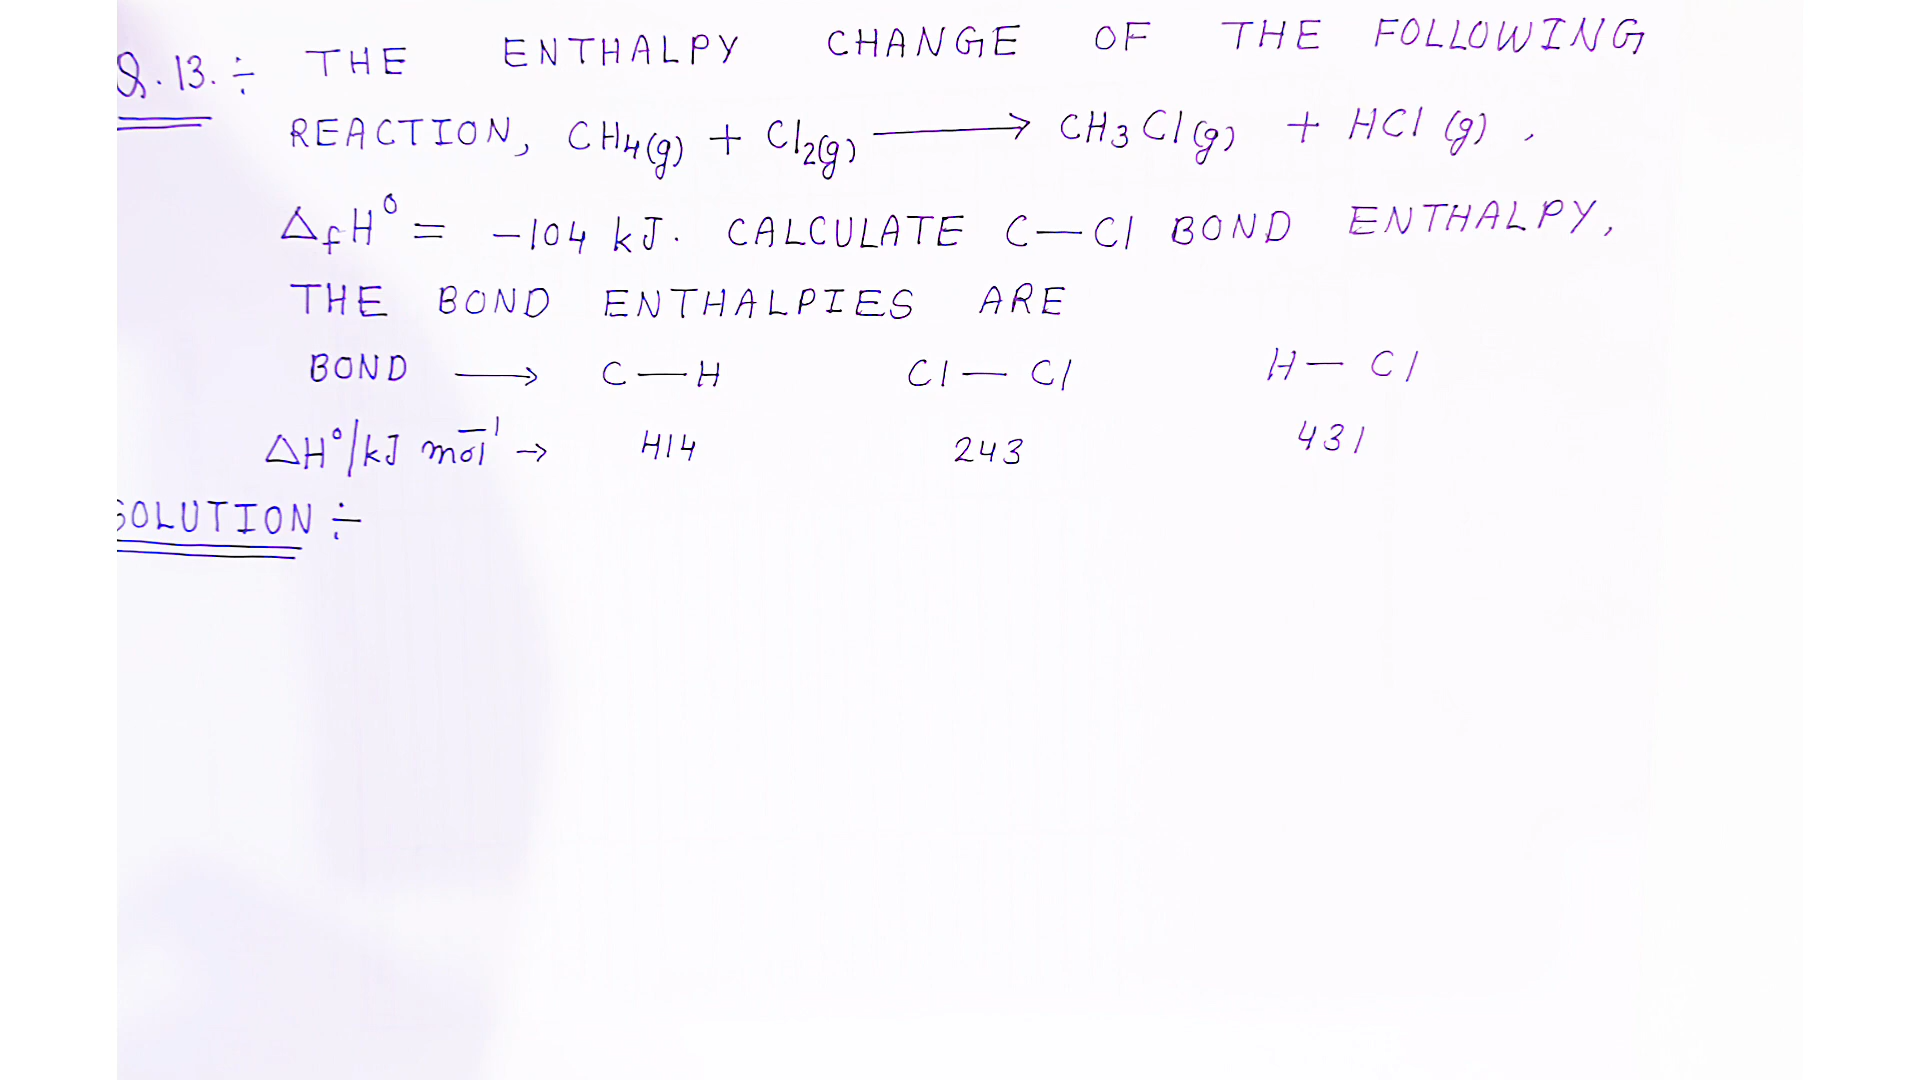 Q.13.÷ THE ENTHALPY CHANGE OF THE FOLLOWING
REACTION, CH4(g) + Cl2(g) ⟶ CH3Cl(g) + HCl (g) ,
ΔfH° = -104 kJ. CALCULATE C—Cl BOND ENTHALPY,
THE BOND ENTHALPIES ARE
BOND ⟶ C—H Cl—Cl H—Cl
ΔH°/kJ mol⁻¹ → 414 243 431
SOLUTION ÷